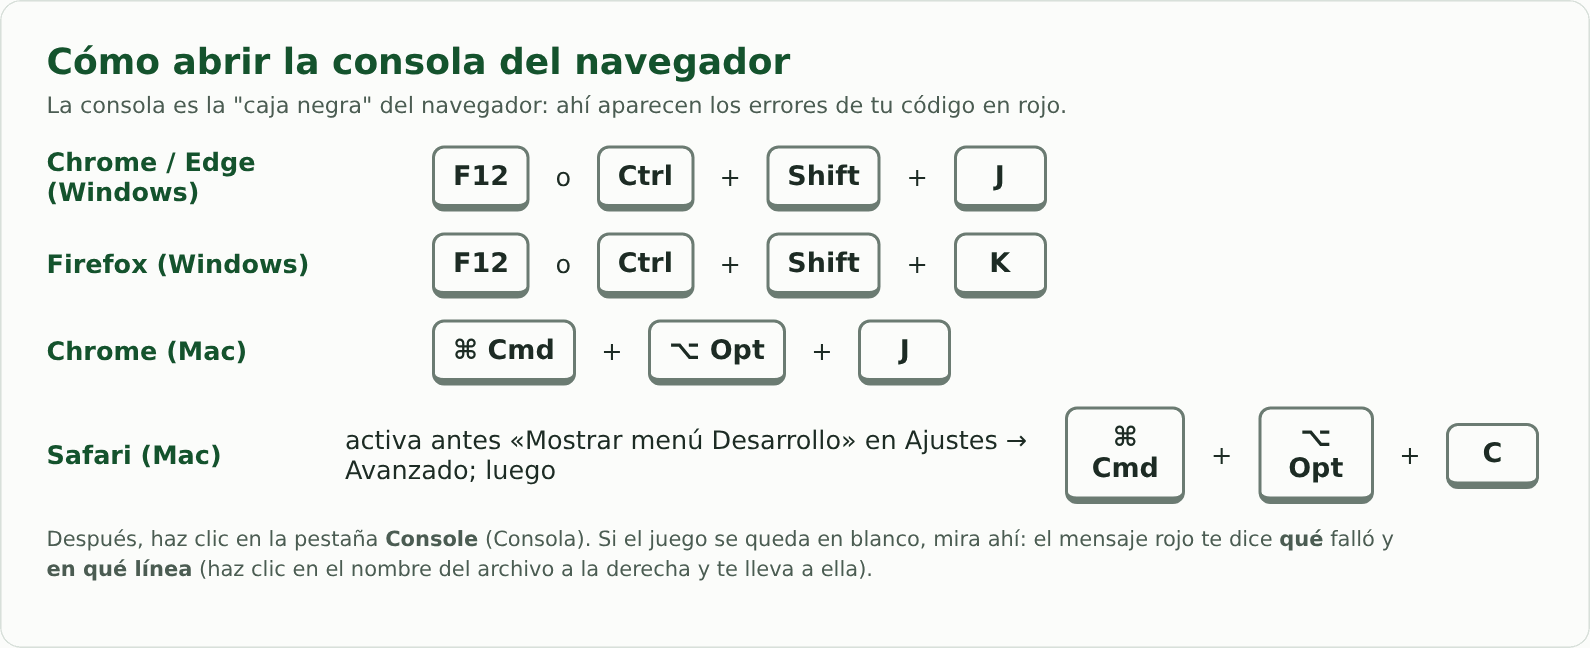 Cómo abrir la consola del navegador
La consola es la "caja negra" del navegador: ahí aparecen los errores de tu código en rojo.
Chrome / Edge
(Windows)
F12 o Ctrl + Shift + J
Firefox (Windows) F12 o Ctrl + Shift + K
Chrome (Mac) ⌘ Cmd + ⌥ Opt + J
Safari (Mac)
activa antes «Mostrar menú Desarrollo» en Ajustes →
Avanzado; luego
⌘
Cmd
+
⌥
Opt
+ C
Después, haz clic en la pestaña Console (Consola). Si el juego se queda en blanco, mira ahí: el mensaje rojo te dice qué falló y
en qué línea (haz clic en el nombre del archivo a la derecha y te lleva a ella).